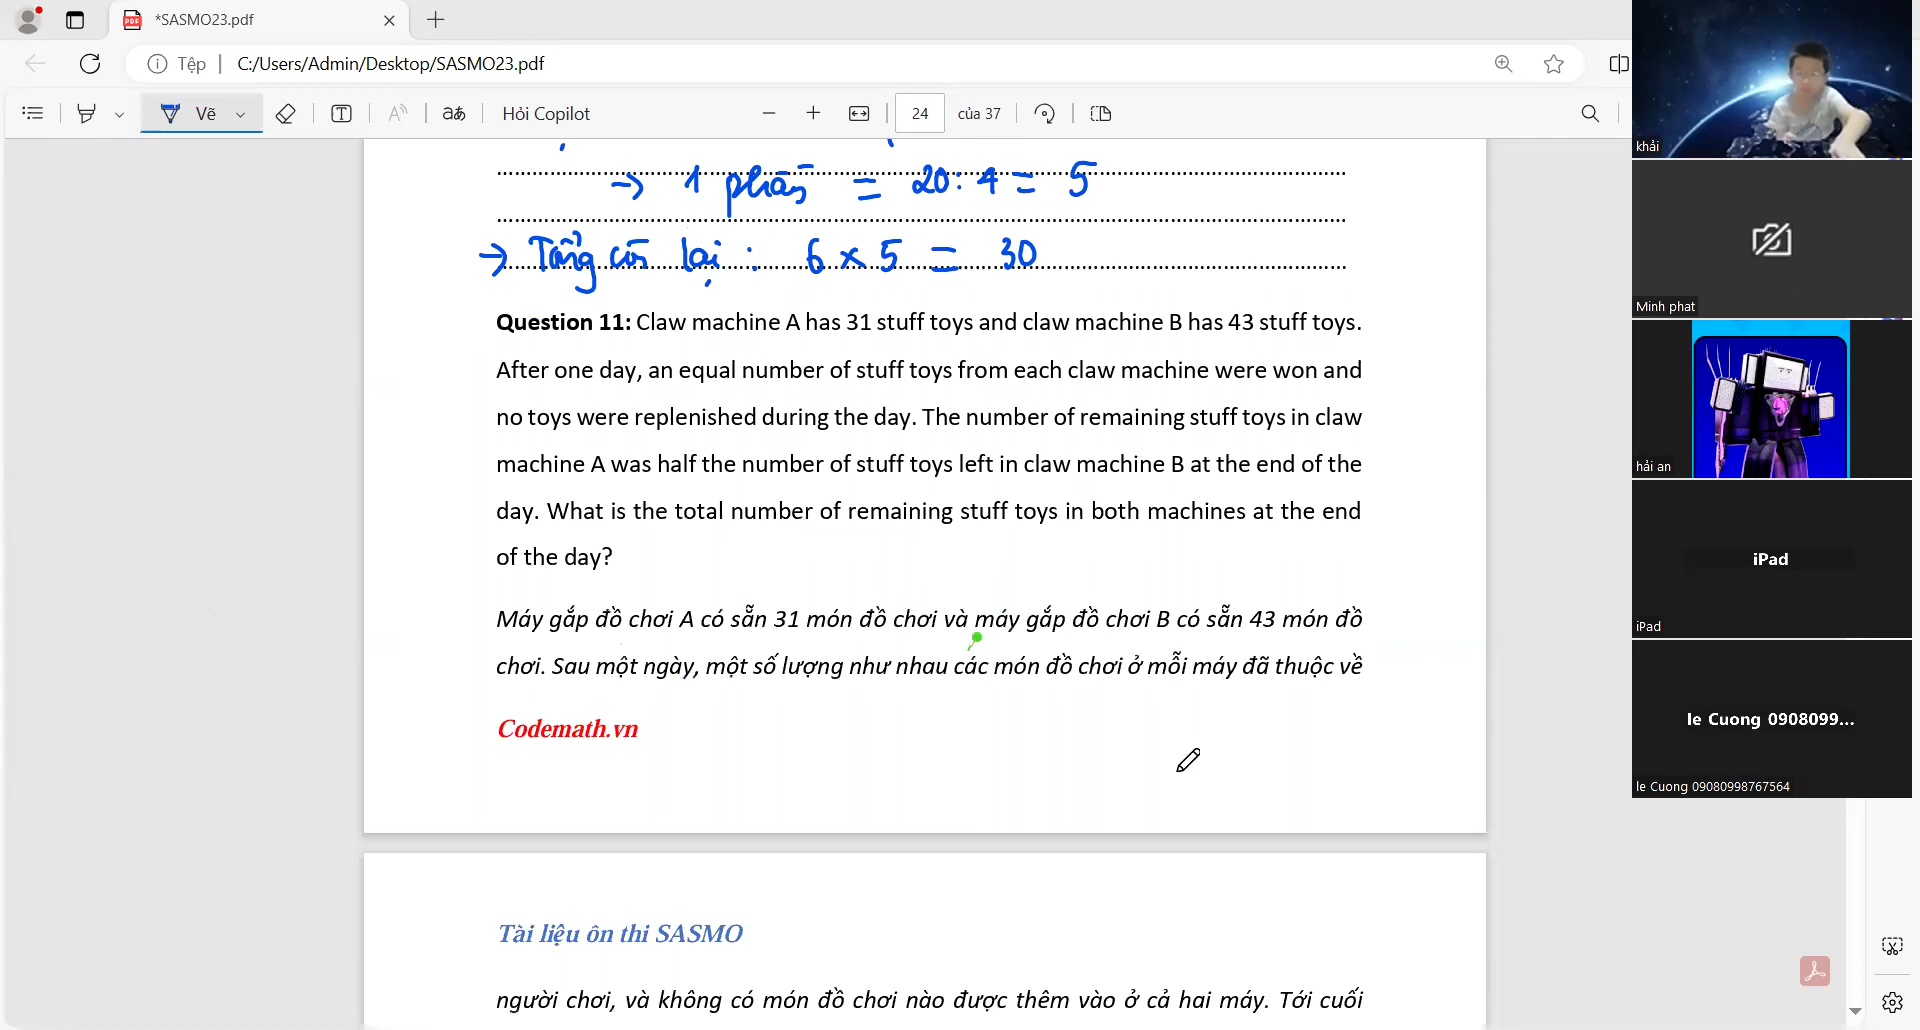 *SASMO23.pdf
Tệp
C:/Users/Admin/Desktop/SASMO23.pdf
Vẽ
T
aあ
Hỏi Copilot
24
của 37
→ 1 phần = 20 : 4 = 5
→ Tổng còn lại : 6 x 5 = 30
Question 11: Claw machine A has 31 stuff toys and claw machine B has 43 stuff toys.
After one day, an equal number of stuff toys from each claw machine were won and
no toys were replenished during the day. The number of remaining stuff toys in claw
machine A was half the number of stuff toys left in claw machine B at the end of the
day. What is the total number of remaining stuff toys in both machines at the end
of the day?
Máy gắp đồ chơi A có sẵn 31 món đồ chơi và máy gắp đồ chơi B có sẵn 43 món đồ
chơi. Sau một ngày, một số lượng như nhau các món đồ chơi ở mỗi máy đã thuộc về
Codemath.vn
Tài liệu ôn thi SASMO
người chơi, và không có món đồ chơi nào được thêm vào ở cả hai máy. Tới cuối
khải
Minh phat
hải an
iPad
iPad
le Cuong 0908099...
le Cuong 09080998767564